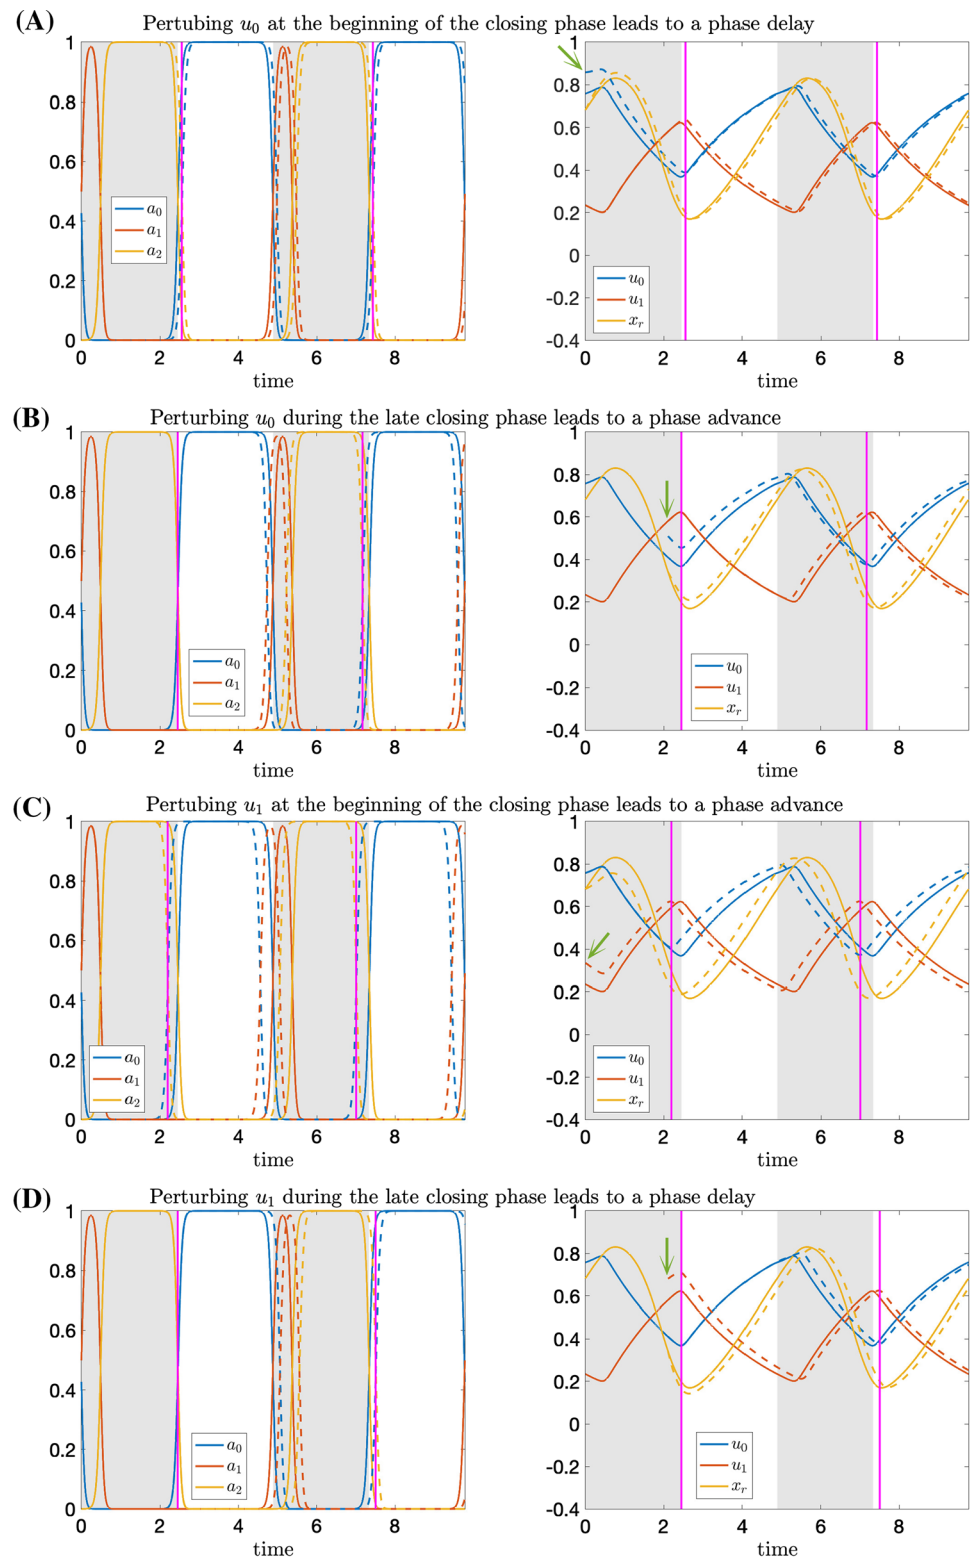 (A) Pertubing u₀ at the beginning of the closing phase leads to a phase delay
1
0.8
0.6
0.4
0.2
0
a₀
a₁
a₂
0 2 4 6 8
time
1
0.8
0.6
0.4
0.2
0
-0.2
-0.4
u₀
u₁
xᵣ
0 2 4 6 8
time
(B) Perturbing u₀ during the late closing phase leads to a phase advance
1
0.8
0.6
0.4
0.2
0
a₀
a₁
a₂
0 2 4 6 8
time
1
0.8
0.6
0.4
0.2
0
-0.2
-0.4
u₀
u₁
xᵣ
0 2 4 6 8
time
(C) Pertubing u₁ at the beginning of the closing phase leads to a phase advance
1
0.8
0.6
0.4
0.2
0
a₀
a₁
a₂
0 2 4 6 8
time
1
0.8
0.6
0.4
0.2
0
-0.2
-0.4
u₀
u₁
xᵣ
0 2 4 6 8
time
(D) Perturbing u₁ during the late closing phase leads to a phase delay
1
0.8
0.6
0.4
0.2
0
a₀
a₁
a₂
0 2 4 6 8
time
1
0.8
0.6
0.4
0.2
0
-0.2
-0.4
u₀
u₁
xᵣ
0 2 4 6 8
time